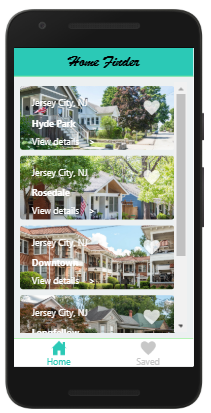 Home Finder
Jersey City, NJ
Hyde Park
View details >
Jersey City, NJ
Rosedale
View details >
Jersey City, NJ
Downtown
View details >
Jersey City, NJ
Longfellow
Home
Saved